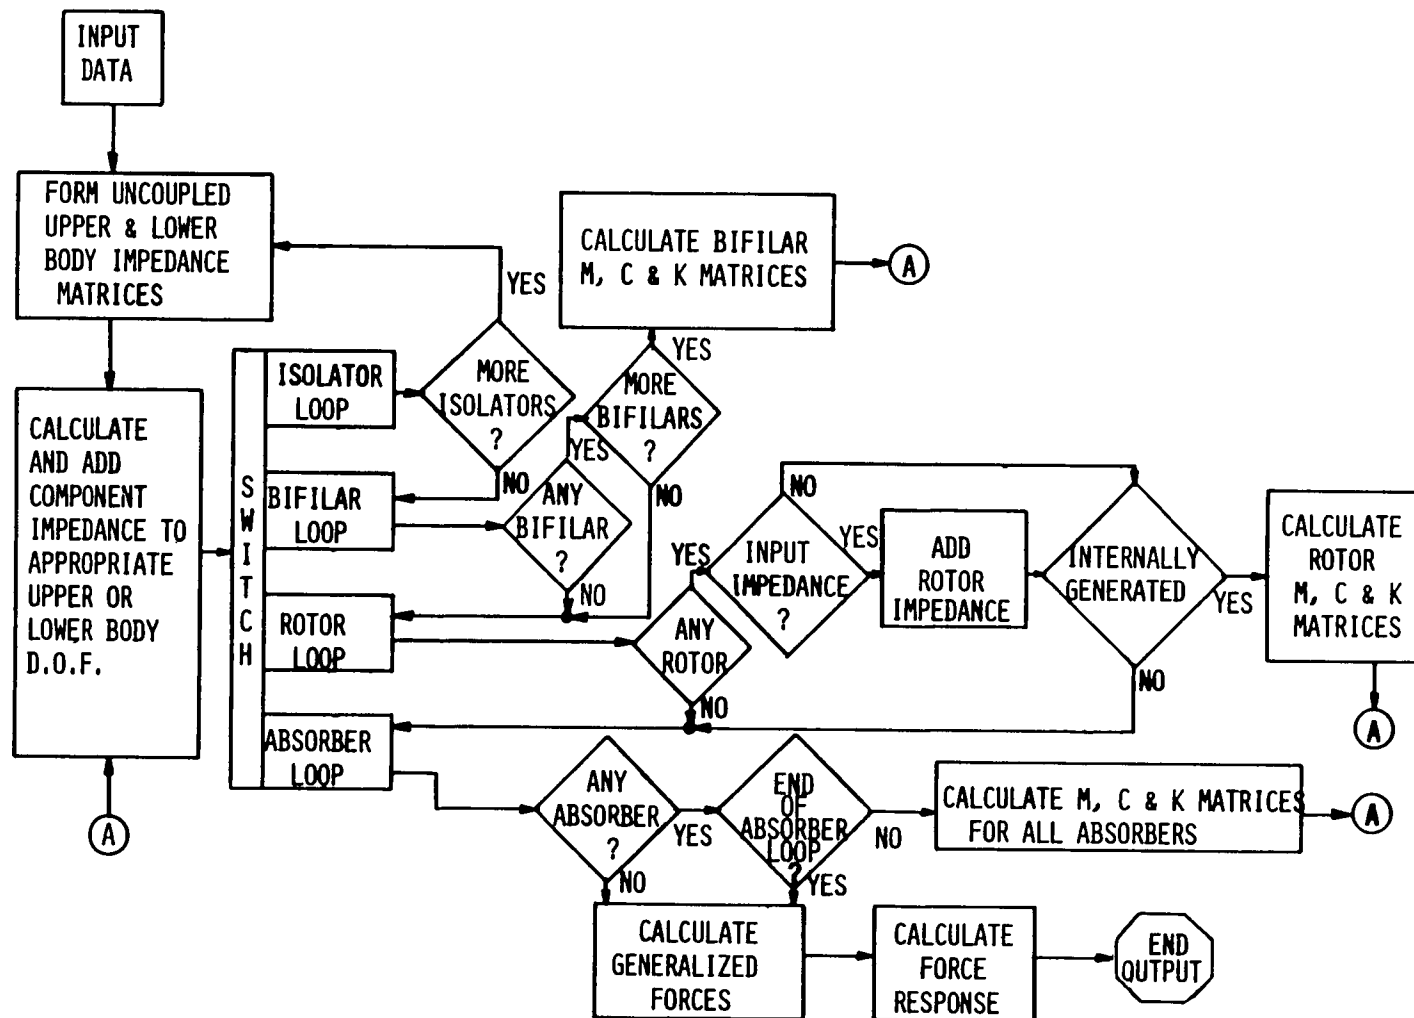 INPUT
DATA
FORM UNCOUPLED
UPPER & LOWER
BODY IMPEDANCE
MATRICES
CALCULATE
AND ADD
COMPONENT
IMPEDANCE TO
APPROPRIATE
UPPER OR
LOWER BODY
D.O.F.
A
SWITCH
ISOLATOR
LOOP
BIFILAR
LOOP
ROTOR
LOOP
ABSORBER
LOOP
MORE
ISOLATORS
?
YES
NO
ANY
BIFILAR
?
YES
NO
MORE
BIFILARS
?
YES
NO
CALCULATE BIFILAR
M, C & K MATRICES
A
ANY
ROTOR
YES
NO
INPUT
IMPEDANCE
?
NO
YES
ADD
ROTOR
IMPEDANCE
INTERNALLY
GENERATED
YES
NO
CALCULATE
ROTOR
M, C & K
MATRICES
A
ANY
ABSORBER
?
YES
NO
END
OF
ABSORBER
LOOP
?
NO
YES
CALCULATE M, C & K MATRICES
FOR ALL ABSORBERS
A
CALCULATE
GENERALIZED
FORCES
CALCULATE
FORCE
RESPONSE
END
OUTPUT